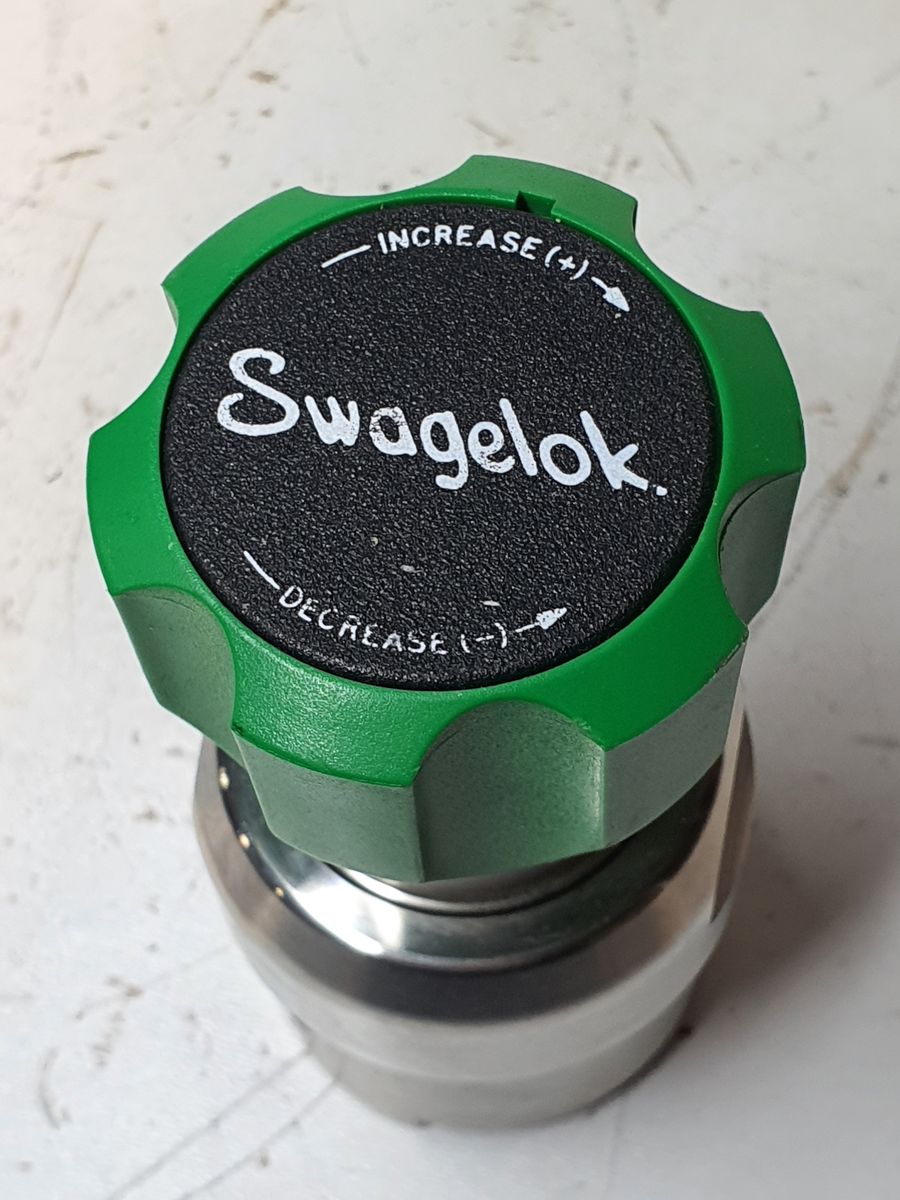 INCREASE (+)
Swagelok.
DECREASE (-)